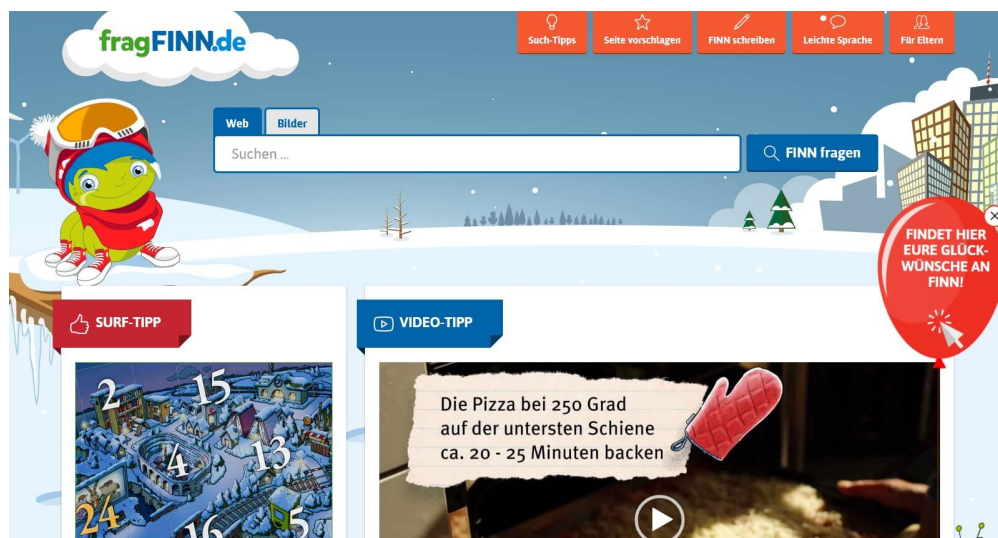 fragFINN.de
Such-Tipps
Seite vorschlagen
FINN schreiben
Leichte Sprache
Für Eltern
Web
Bilder
Suchen ...
FINN fragen
FINDET HIER
EURE GLÜCK-
WÜNSCHE AN
FINN!
SURF-TIPP
VIDEO-TIPP
2
15
4
13
24
16
5
Die Pizza bei 250 Grad
auf der untersten Schiene
ca. 20 - 25 Minuten backen